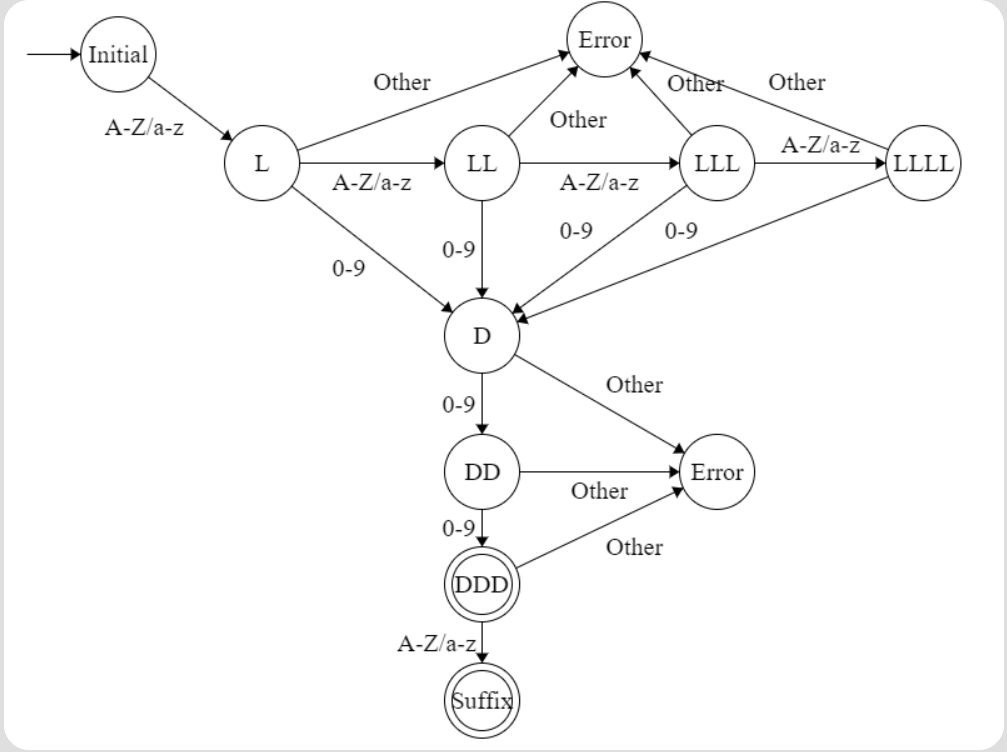 Error
Initial
Other
Other
Other
Other
A-Z/a-z
A-Z/a-z
L
LL
LLL
LLLL
A-Z/a-z
A-Z/a-z
0-9
0-9
0-9
0-9
D
Other
0-9
DD
Error
Other
0-9
Other
DDD
A-Z/a-z
Suffix